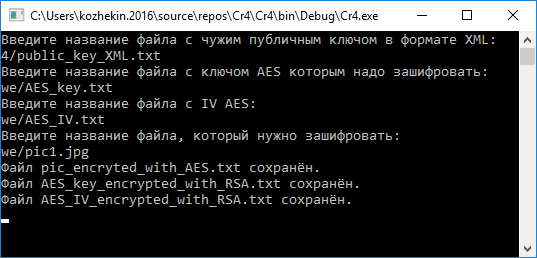 C:\Users\kozhekin.2016\source\repos\Cr4\Cr4\bin\Debug\Cr4.exe
Введите название файла с чужим публичным ключом в формате XML:
4/public_key_XML.txt
Введите название файла с ключом AES которым надо зашифровать:
we/AES_key.txt
Введите название файла с IV AES:
we/AES_IV.txt
Введите название файла, который нужно зашифровать:
we/pic1.jpg
Файл pic_encryted_with_AES.txt сохранён.
Файл AES_key_encrypted_with_RSA.txt сохранён.
Файл AES_IV_encrypted_with_RSA.txt сохранён.